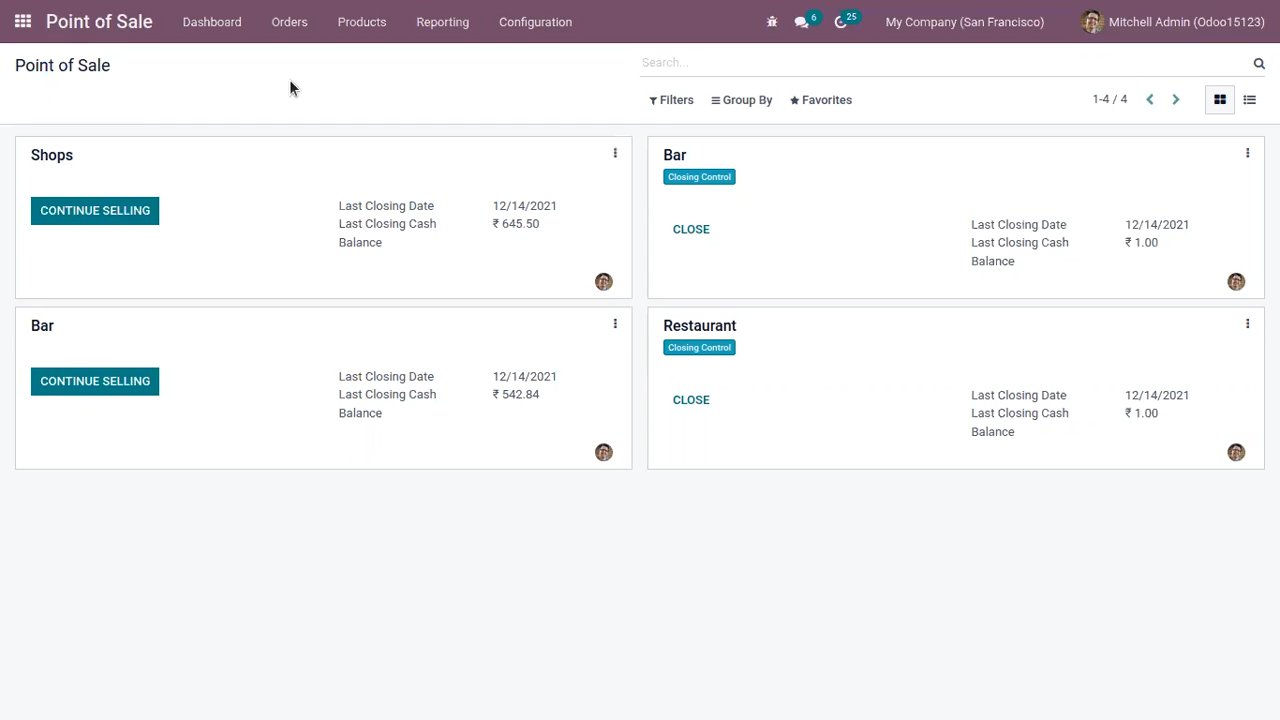 Point of Sale Dashboard Orders Products Reporting Configuration 6 25 My Company (San Francisco) Mitchell Admin (Odoo15123)
Point of Sale
Search...
Filters Group By Favorites 1-4 / 4
Shops
CONTINUE SELLING
Last Closing Date 12/14/2021
Last Closing Cash Balance ₹ 645.50
Bar
Closing Control
CLOSE
Last Closing Date 12/14/2021
Last Closing Cash Balance ₹ 1.00
Bar
CONTINUE SELLING
Last Closing Date 12/14/2021
Last Closing Cash Balance ₹ 542.84
Restaurant
Closing Control
CLOSE
Last Closing Date 12/14/2021
Last Closing Cash Balance ₹ 1.00